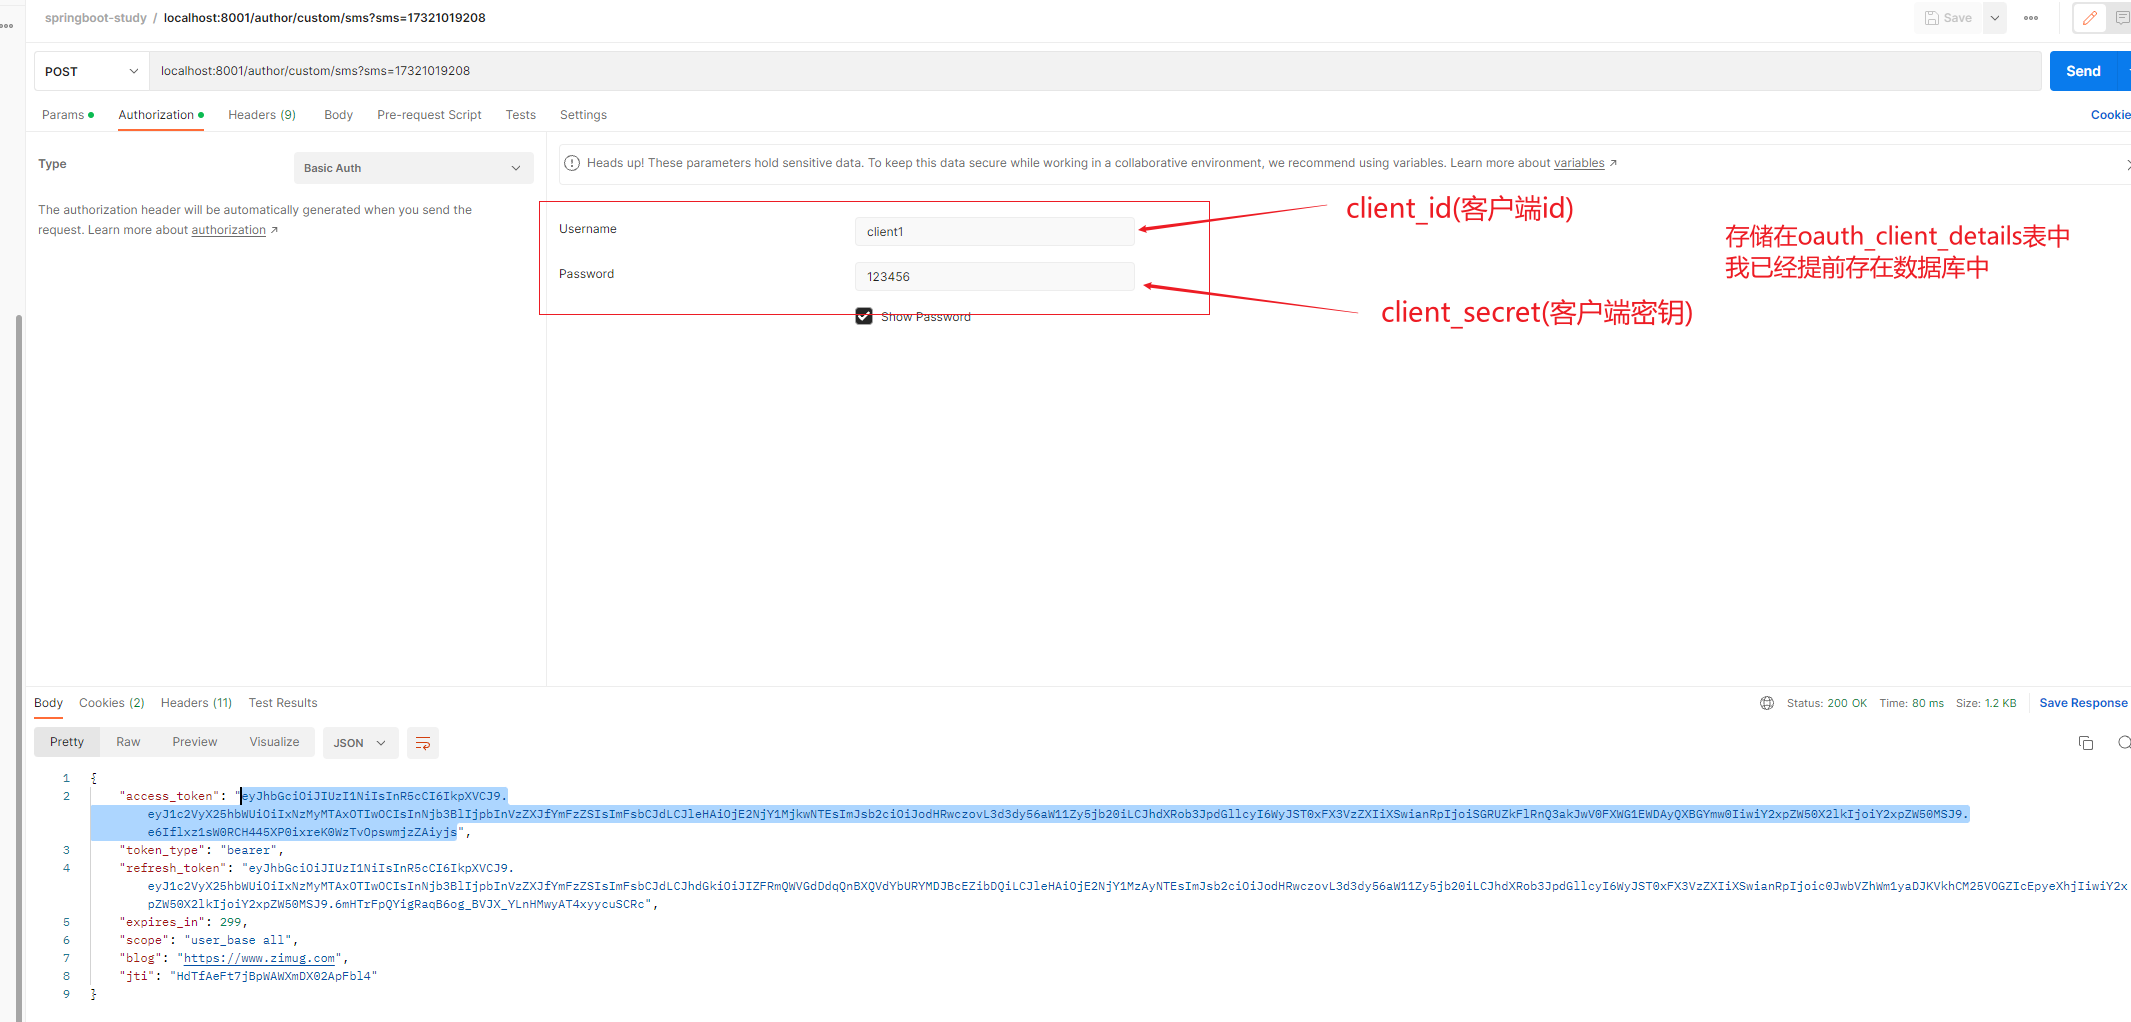 springboot-study / localhost:8001/author/custom/sms?sms=17321019208
Save
POST
localhost:8001/author/custom/sms?sms=17321019208
Send
Params
Authorization
Headers (9)
Body
Pre-request Script
Tests
Settings
Cookie
Type
Basic Auth
The authorization header will be automatically generated when you send the
request. Learn more about authorization ↗
Heads up! These parameters hold sensitive data. To keep this data secure while working in a collaborative environment, we recommend using variables. Learn more about variables ↗
Username
client1
client_id(客户端id)
存储在oauth_client_details表中
我已经提前存在数据库中
Password
123456
client_secret(客户端密钥)
Show Password
Body
Cookies (2)
Headers (11)
Test Results
Status: 200 OK
Time: 80 ms
Size: 1.2 KB
Save Response
Pretty
Raw
Preview
Visualize
JSON
1 {
2 "access_token": "eyJhbGciOiJIUzI1NiIsInR5cCI6IkpXVCJ9.
3 "token_type": "bearer",
4 "refresh_token": "eyJhbGciOiJIUzI1NiIsInR5cCI6IkpXVCJ9.
5 "expires_in": 299,
6 "scope": "user_base all",
7 "blog": "https://www.zimug.com",
8 "jti": "HdTfAeFt7jBpWAWXmDX02ApFbl4"
9 }